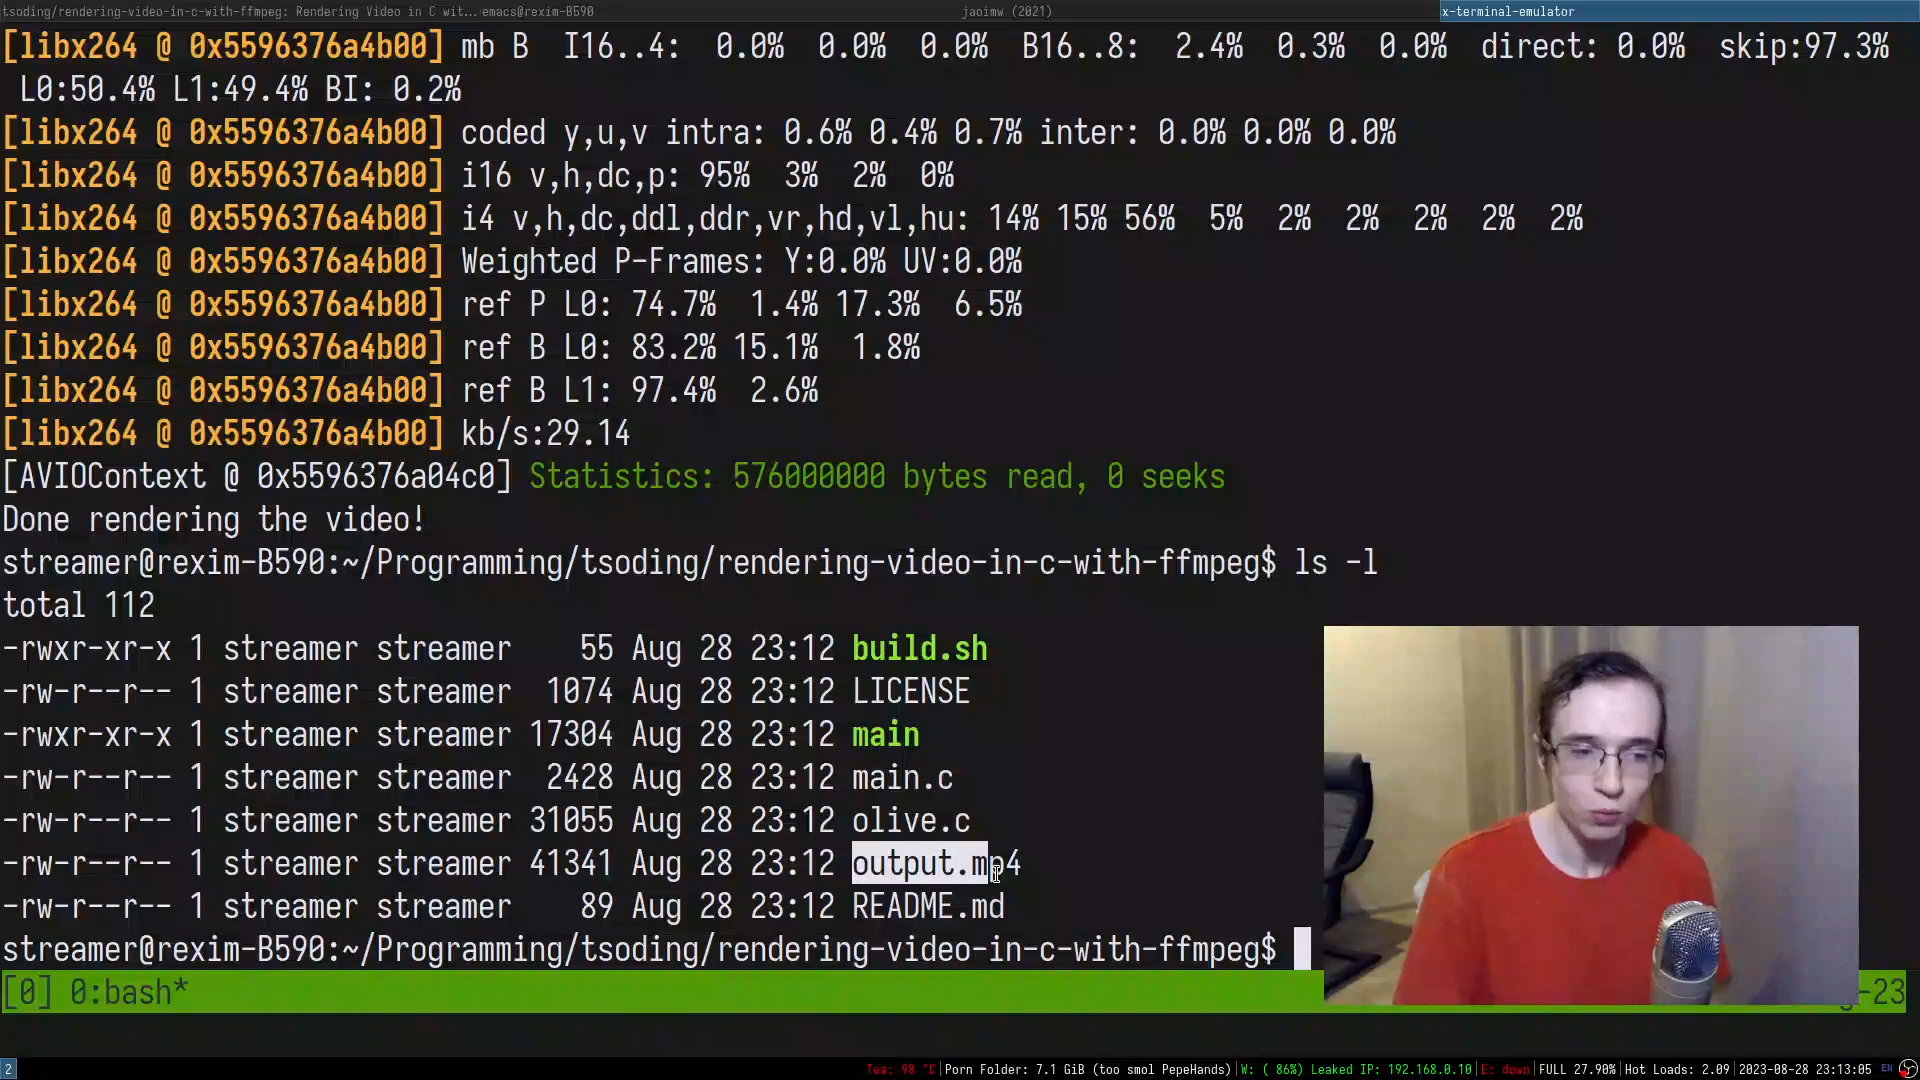 tsoding/rendering-video-in-c-with-ffmpeg: Rendering Video in C wit... emacs@rexim-B590 jaoimw (2021) x-terminal-emulator
[libx264 @ 0x5596376a4b00] mb B  I16..4:  0.0%  0.0%  0.0%  B16..8:  2.4%  0.3%  0.0%  direct: 0.0%  skip:97.3%
 L0:50.4% L1:49.4% BI: 0.2%
[libx264 @ 0x5596376a4b00] coded y,u,v intra: 0.6% 0.4% 0.7% inter: 0.0% 0.0% 0.0%
[libx264 @ 0x5596376a4b00] i16 v,h,dc,p: 95%  3%  2%  0%
[libx264 @ 0x5596376a4b00] i4 v,h,dc,ddl,ddr,vr,hd,vl,hu: 14% 15% 56%  5%  2%  2%  2%  2%  2%
[libx264 @ 0x5596376a4b00] Weighted P-Frames: Y:0.0% UV:0.0%
[libx264 @ 0x5596376a4b00] ref P L0: 74.7%  1.4% 17.3%  6.5%
[libx264 @ 0x5596376a4b00] ref B L0: 83.2% 15.1%  1.8%
[libx264 @ 0x5596376a4b00] ref B L1: 97.4%  2.6%
[libx264 @ 0x5596376a4b00] kb/s:29.14
[AVIOContext @ 0x5596376a04c0] Statistics: 576000000 bytes read, 0 seeks
Done rendering the video!
streamer@rexim-B590:~/Programming/tsoding/rendering-video-in-c-with-ffmpeg$ ls -l
total 112
-rwxr-xr-x 1 streamer streamer    55 Aug 28 23:12 build.sh
-rw-r--r-- 1 streamer streamer  1074 Aug 28 23:12 LICENSE
-rwxr-xr-x 1 streamer streamer 17304 Aug 28 23:12 main
-rw-r--r-- 1 streamer streamer  2428 Aug 28 23:12 main.c
-rw-r--r-- 1 streamer streamer 31055 Aug 28 23:12 olive.c
-rw-r--r-- 1 streamer streamer 41341 Aug 28 23:12 output.mp4
-rw-r--r-- 1 streamer streamer    89 Aug 28 23:12 README.md
streamer@rexim-B590:~/Programming/tsoding/rendering-video-in-c-with-ffmpeg$
[0] 0:bash* -23
2 Tea: 98 °C|Porn Folder: 7.1 GiB (too smol PepeHands)|W: ( 86%) Leaked IP: 192.168.0.10|E: down|FULL 27.90%|Hot Loads: 2.09|2023-08-28 23:13:05 EN